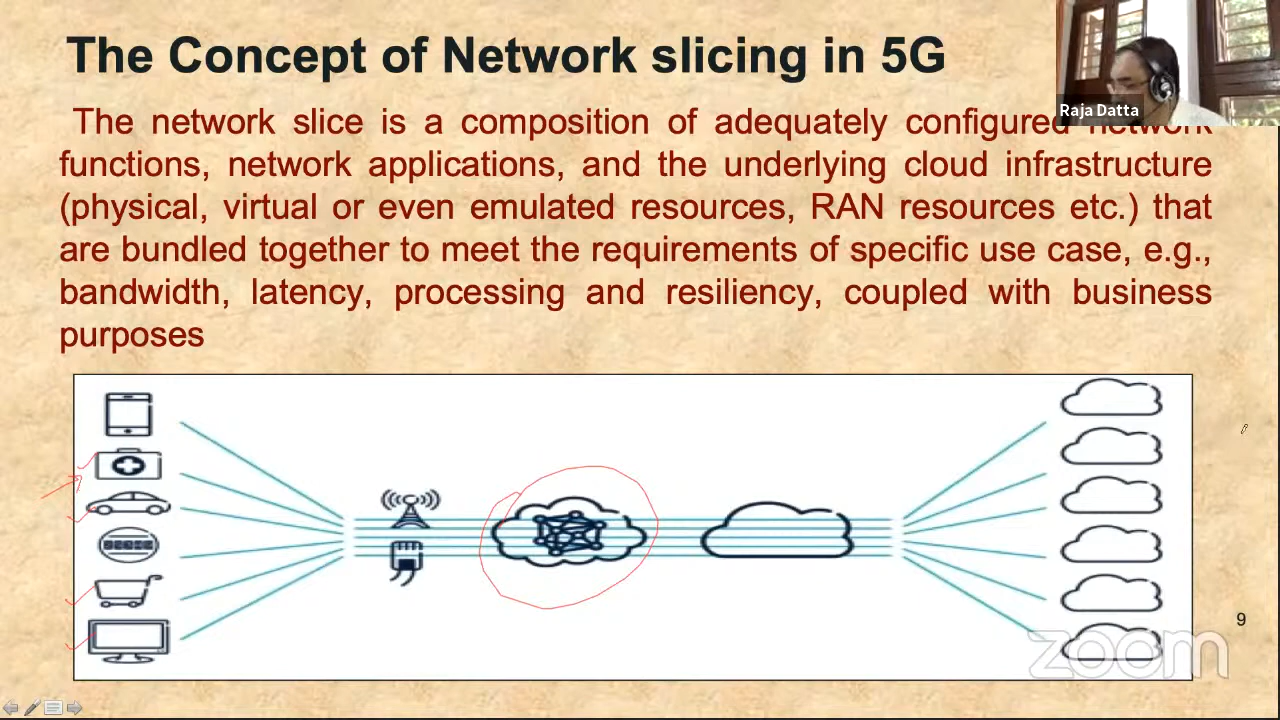 The Concept of Network slicing in 5G
Raja Datta
The network slice is a composition of adequately configured network
functions, network applications, and the underlying cloud infrastructure
(physical, virtual or even emulated resources, RAN resources etc.) that
are bundled together to meet the requirements of specific use case, e.g.,
bandwidth, latency, processing and resiliency, coupled with business
purposes
9
zoom